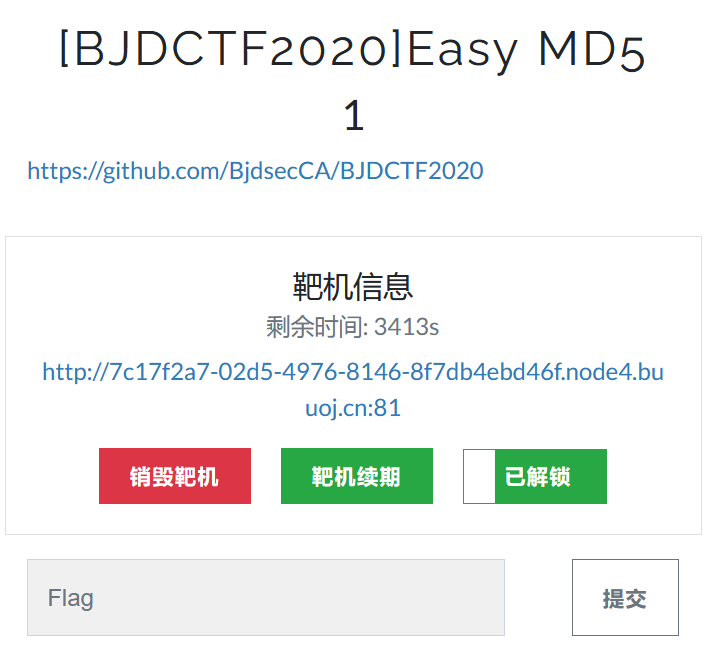 [BJDCTF2020]Easy MD5
1
https://github.com/BjdsecCA/BJDCTF2020
靶机信息
剩余时间: 3413s
http://7c17f2a7-02d5-4976-8146-8f7db4ebd46f.node4.bu
uoj.cn:81
销毁靶机 靶机续期 已解锁
Flag 提交